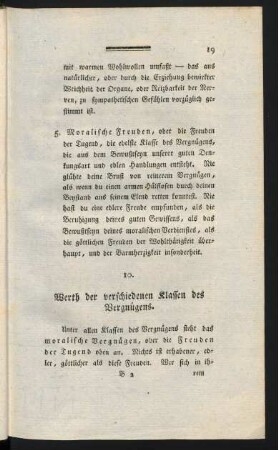 19
mit warmen Wohlwollen umfaßt — das aus
natürlicher, oder durch die Erziehung bewirkter
Weichheit der Organe, oder Reizbarkeit der Ner-
ven, zu sympathetischen Gefühlen vorzüglich ge-
stimmt ist.
5. Moralische Freuden, oder die Freuden
der Tugend, die edelste Klasse des Vergnügens,
die aus dem Bewustseyn unserer guten Den-
kungsart und edlen Handlungen entsteht. Nie
glühte deine Brust von reinerem Vergnügen,
als wenn du einen armen Hülflosen durch deinen
Beystand aus seinem Elend retten konntest. Nie
hast du eine edlere Freude empfunden, als die
Beruhigung deines guten Gewissens, als das
Bewustseyn deines moralischen Verdienstes, als
die göttlichen Freuden der Wohlthätigkeit über-
haupt, und der Barmherzigkeit insonderheit.
10.
Werth der verschiedenen Klassen des
Vergnügens.
Unter allen Klassen des Vergnügens steht das
moralische Vergnügen, oder die Freuden
der Tugend oben an. Nichts ist erhabener, ed-
ler, göttlicher als diese Freuden. Wer sich in ih-
B 2
rem